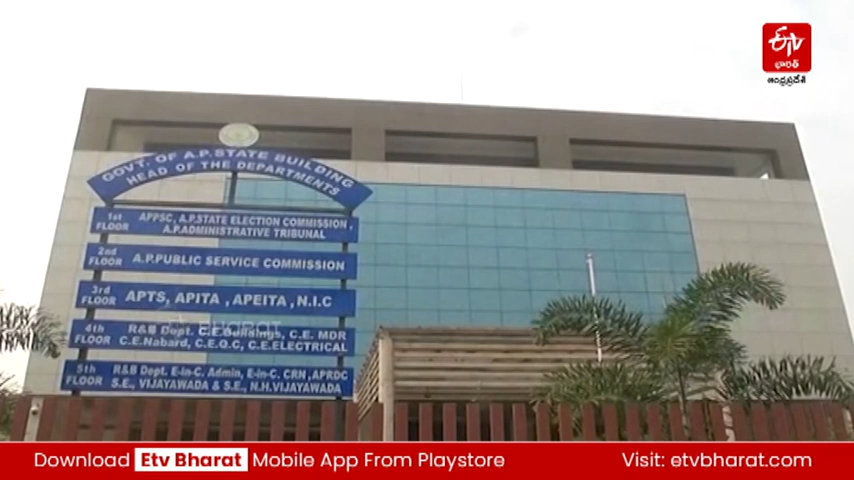 etv
భారత్
ఆంధ్రప్రదేశ్
GOVT. OF A.P. STATE BUILDING
HEAD OF THE DEPARTMENTS
1st FLOOR
APPSC, A.P.STATE ELECTION COMMISSION,
A.P.ADMINISTRATIVE TRIBUNAL
2nd FLOOR
A.P.PUBLIC SERVICE COMMISSION
3rd FLOOR
APTS, APITA, APEITA, N.I.C
4th FLOOR
R&B Dept. C.E.Buildings, C.E. MDR
C.E.Nabard, C.E.Q.C, C.E.ELECTRICAL
BHARAT
5th FLOOR
R&B Dept. E-in-C. Admin, E-in-C. CRN, APRDC
S.E., VIJAYAWADA & S.E., N.H.VIJAYAWADA
Download Etv Bharat Mobile App From Playstore
Visit: etvbharat.com